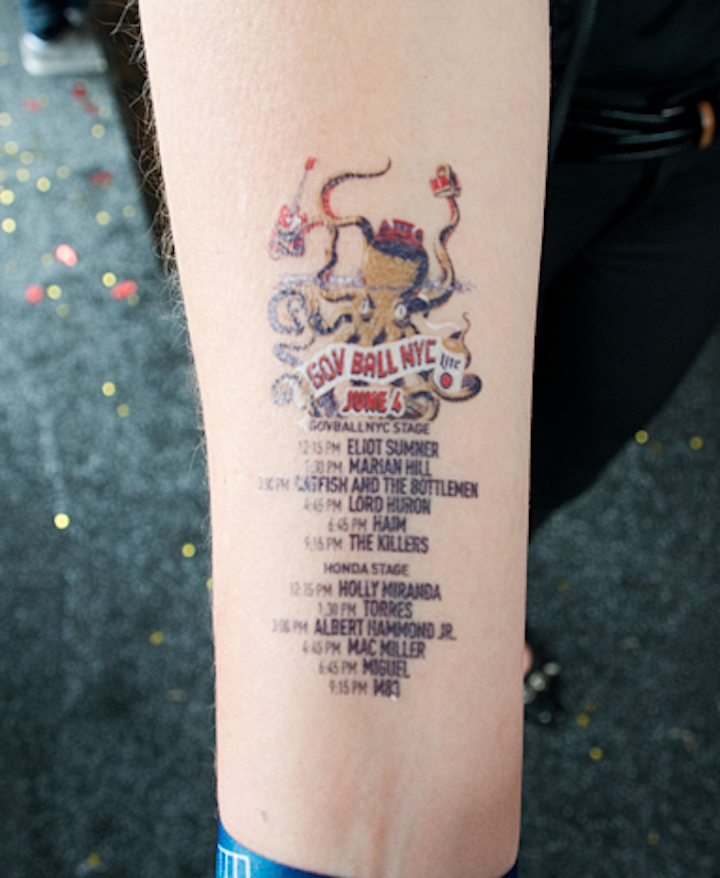 GOV BALL NYC
Lite
JUNE 4
GOVBALLNYC STAGE
12:15 PM ELIOT SUMNER
1:30 PM MARIAN HILL
3:00 PM CATFISH AND THE BOTTLEMEN
4:45 PM LORD HURON
6:45 PM HAIM
9:15 PM THE KILLERS
HONDA STAGE
12:15 PM HOLLY MIRANDA
1:30 PM TORRES
3:00 PM ALBERT HAMMOND JR.
4:45 PM MAC MILLER
6:45 PM MIGUEL
9:15 PM M83